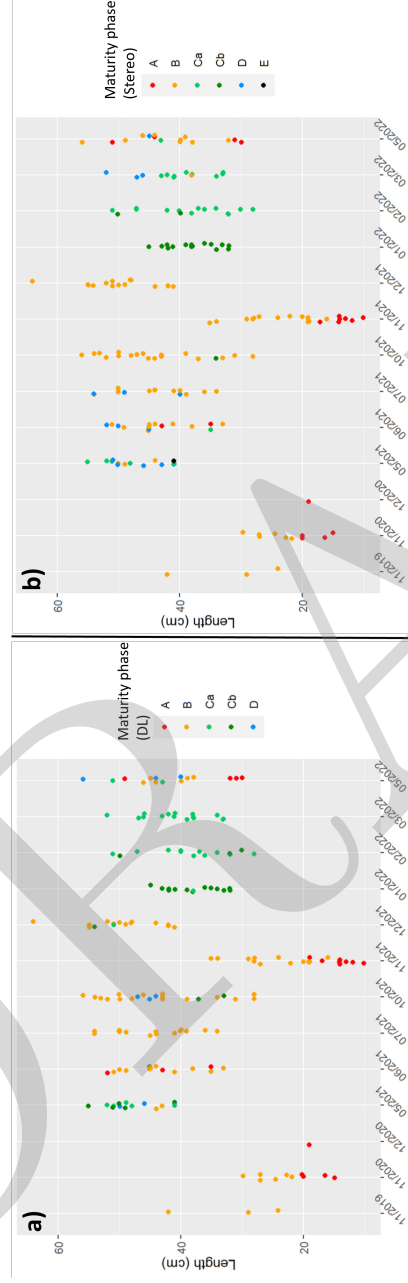 a)
Length (cm)
60
40
20
11/2019
11/2020
12/2020
05/2021
06/2021
07/2021
10/2021
11/2021
12/2021
01/2022
02/2022
03/2022
05/2022
Maturity phase
(DL)
A
B
Ca
Cb
D
b)
Length (cm)
60
40
20
11/2019
11/2020
12/2020
05/2021
06/2021
07/2021
10/2021
11/2021
12/2021
01/2022
02/2022
03/2022
05/2022
Maturity phase
(Stereo)
A
B
Ca
Cb
D
E